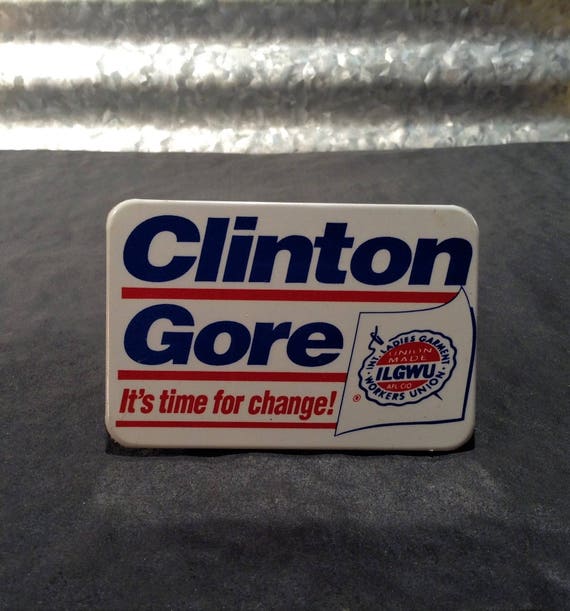 Clinton
Gore
It's time for change!
INT. LADIES GARMENT
WORKERS UNION
UNION
MADE
ILGWU
AFL-CIO
®